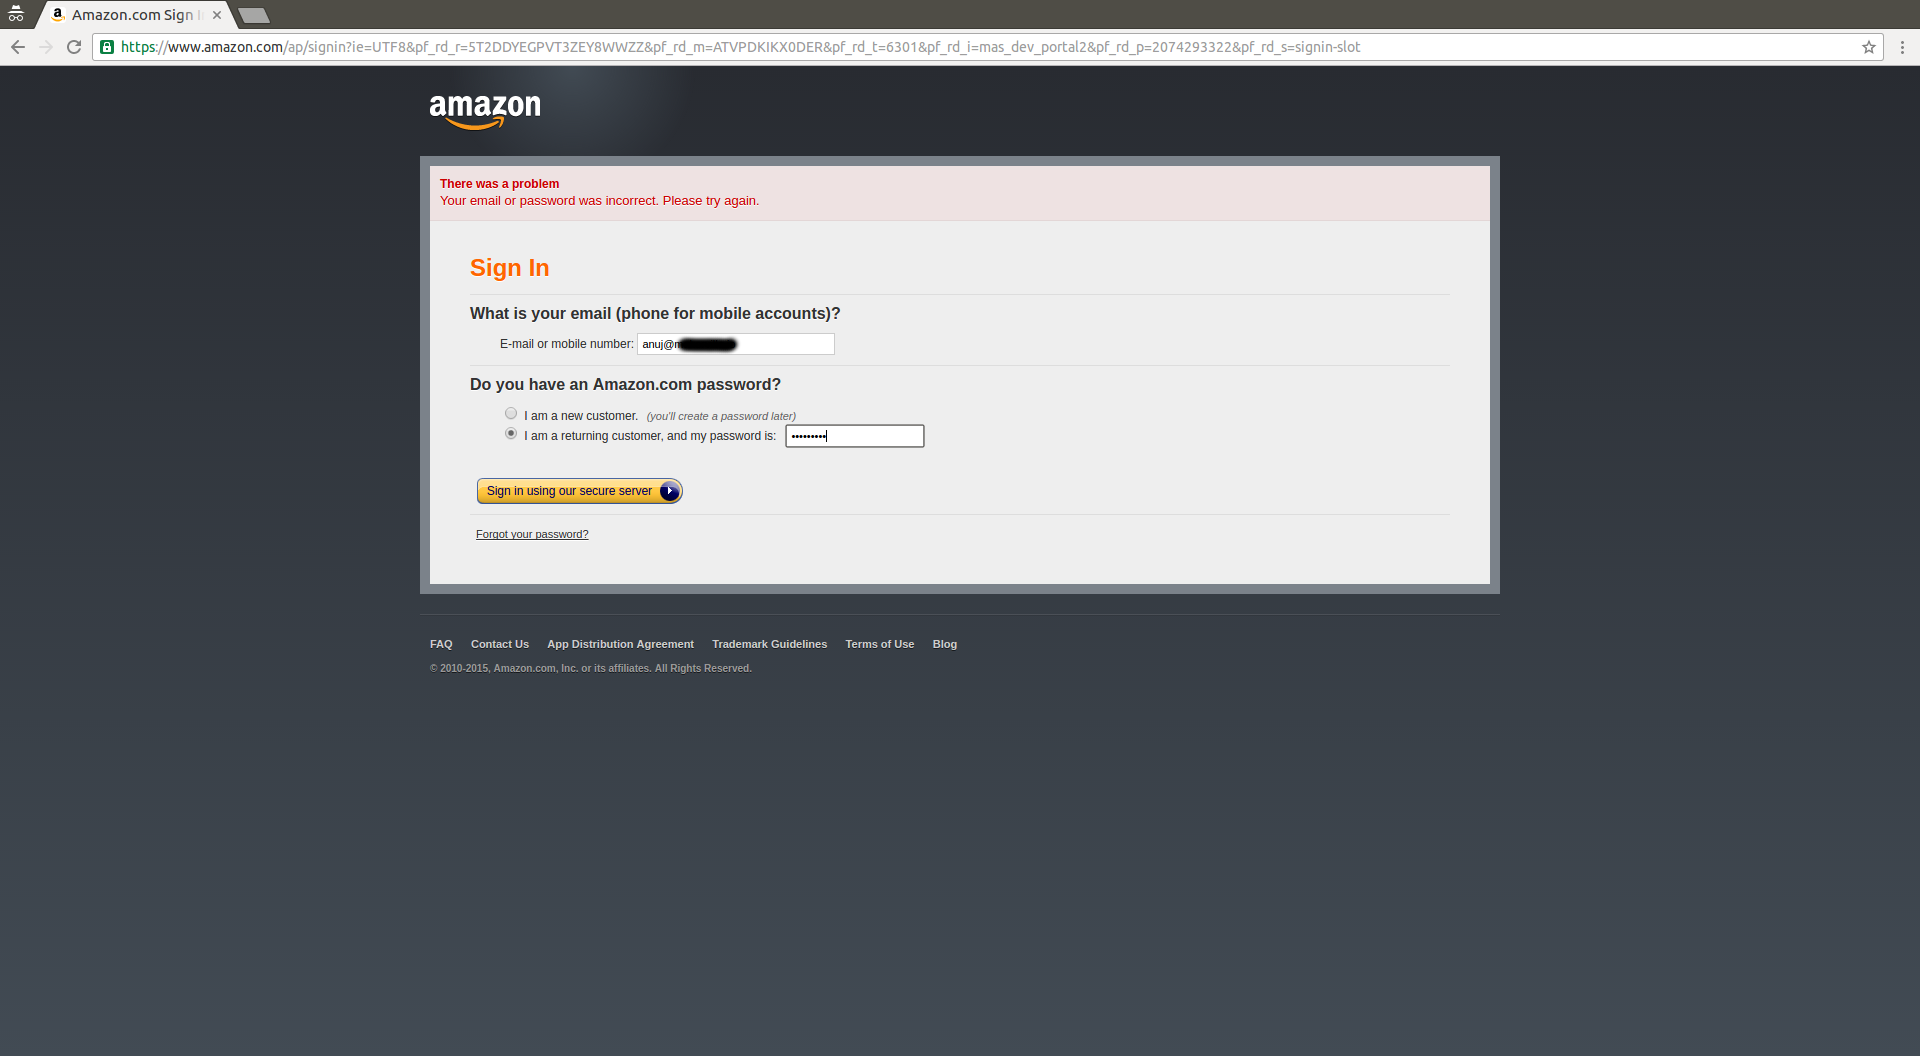 Amazon.com Sign
https://www.amazon.com/ap/signin?ie=UTF8&pf_rd_r=5T2DDYEGPVT3ZEY8WWZZ&pf_rd_m=ATVPDKIKX0DER&pf_rd_t=6301&pf_rd_i=mas_dev_portal2&pf_rd_p=2074293322&pf_rd_s=signin-slot
amazon
There was a problem
Your email or password was incorrect. Please try again.
Sign In
What is your email (phone for mobile accounts)?
E-mail or mobile number: anuj@
Do you have an Amazon.com password?
I am a new customer. (you'll create a password later)
I am a returning customer, and my password is: •••••••••
Sign in using our secure server
Forgot your password?
FAQ Contact Us App Distribution Agreement Trademark Guidelines Terms of Use Blog
© 2010-2015, Amazon.com, Inc. or its affiliates. All Rights Reserved.